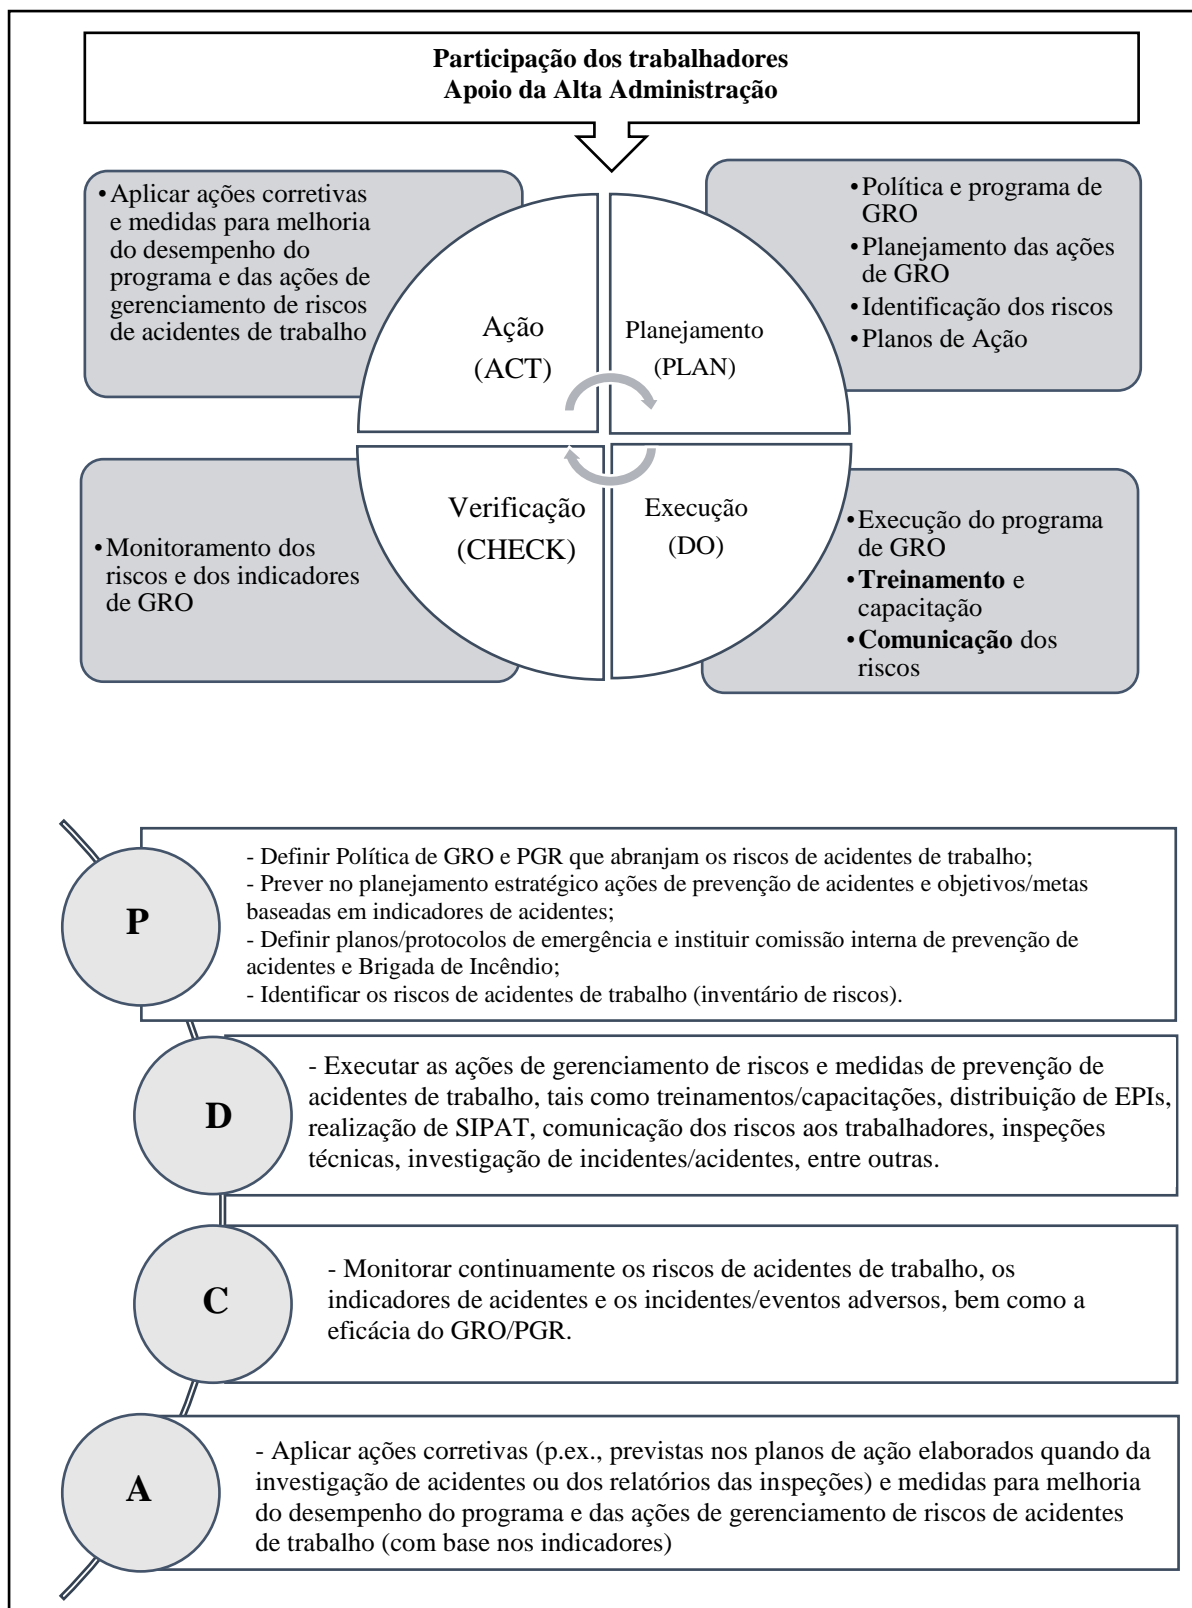 Participação dos trabalhadores
Apoio da Alta Administração
•Aplicar ações corretivas
e medidas para melhoria
do desempenho do
programa e das ações de
gerenciamento de riscos
de acidentes de trabalho
Ação
(ACT)
Planejamento
(PLAN)
•Política e programa de
GRO
•Planejamento das ações
de GRO
•Identificação dos riscos
•Planos de Ação
•Monitoramento dos
riscos e dos indicadores
de GRO
Verificação
(CHECK)
Execução
(DO)
•Execução do programa
de GRO
•Treinamento e
capacitação
•Comunicação dos
riscos
P
- Definir Política de GRO e PGR que abranjam os riscos de acidentes de trabalho;
- Prever no planejamento estratégico ações de prevenção de acidentes e objetivos/metas
baseadas em indicadores de acidentes;
- Definir planos/protocolos de emergência e instituir comissão interna de prevenção de
acidentes e Brigada de Incêndio;
- Identificar os riscos de acidentes de trabalho (inventário de riscos).
D
- Executar as ações de gerenciamento de riscos e medidas de prevenção de
acidentes de trabalho, tais como treinamentos/capacitações, distribuição de EPIs,
realização de SIPAT, comunicação dos riscos aos trabalhadores, inspeções
técnicas, investigação de incidentes/acidentes, entre outras.
C
- Monitorar continuamente os riscos de acidentes de trabalho, os
indicadores de acidentes e os incidentes/eventos adversos, bem como a
eficácia do GRO/PGR.
A
- Aplicar ações corretivas (p.ex., previstas nos planos de ação elaborados quando da
investigação de acidentes ou dos relatórios das inspeções) e medidas para melhoria
do desempenho do programa e das ações de gerenciamento de riscos de acidentes
de trabalho (com base nos indicadores)